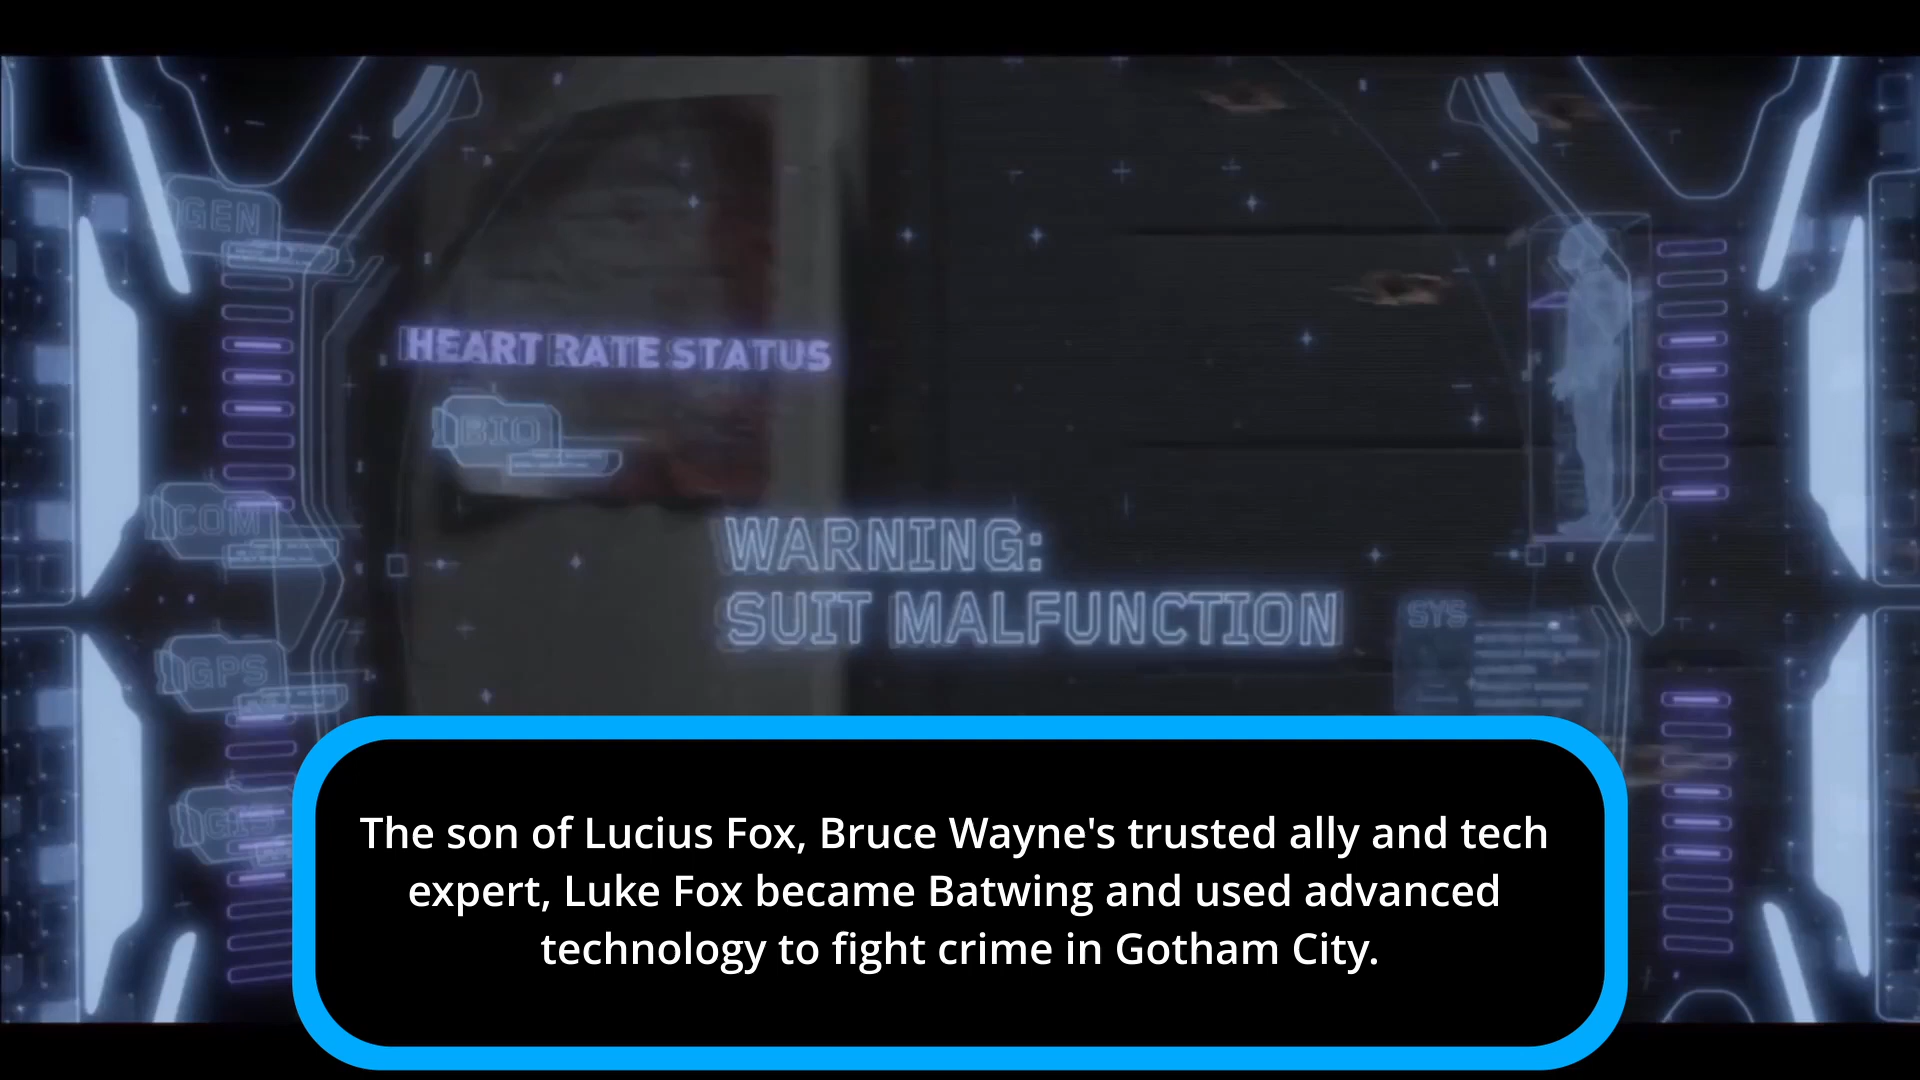 GEN
HEART RATE STATUS
BIO
COM
WARNING:
SUIT MALFUNCTION
SYS
GPS
GIS
The son of Lucius Fox, Bruce Wayne's trusted ally and tech
expert, Luke Fox became Batwing and used advanced
technology to fight crime in Gotham City.